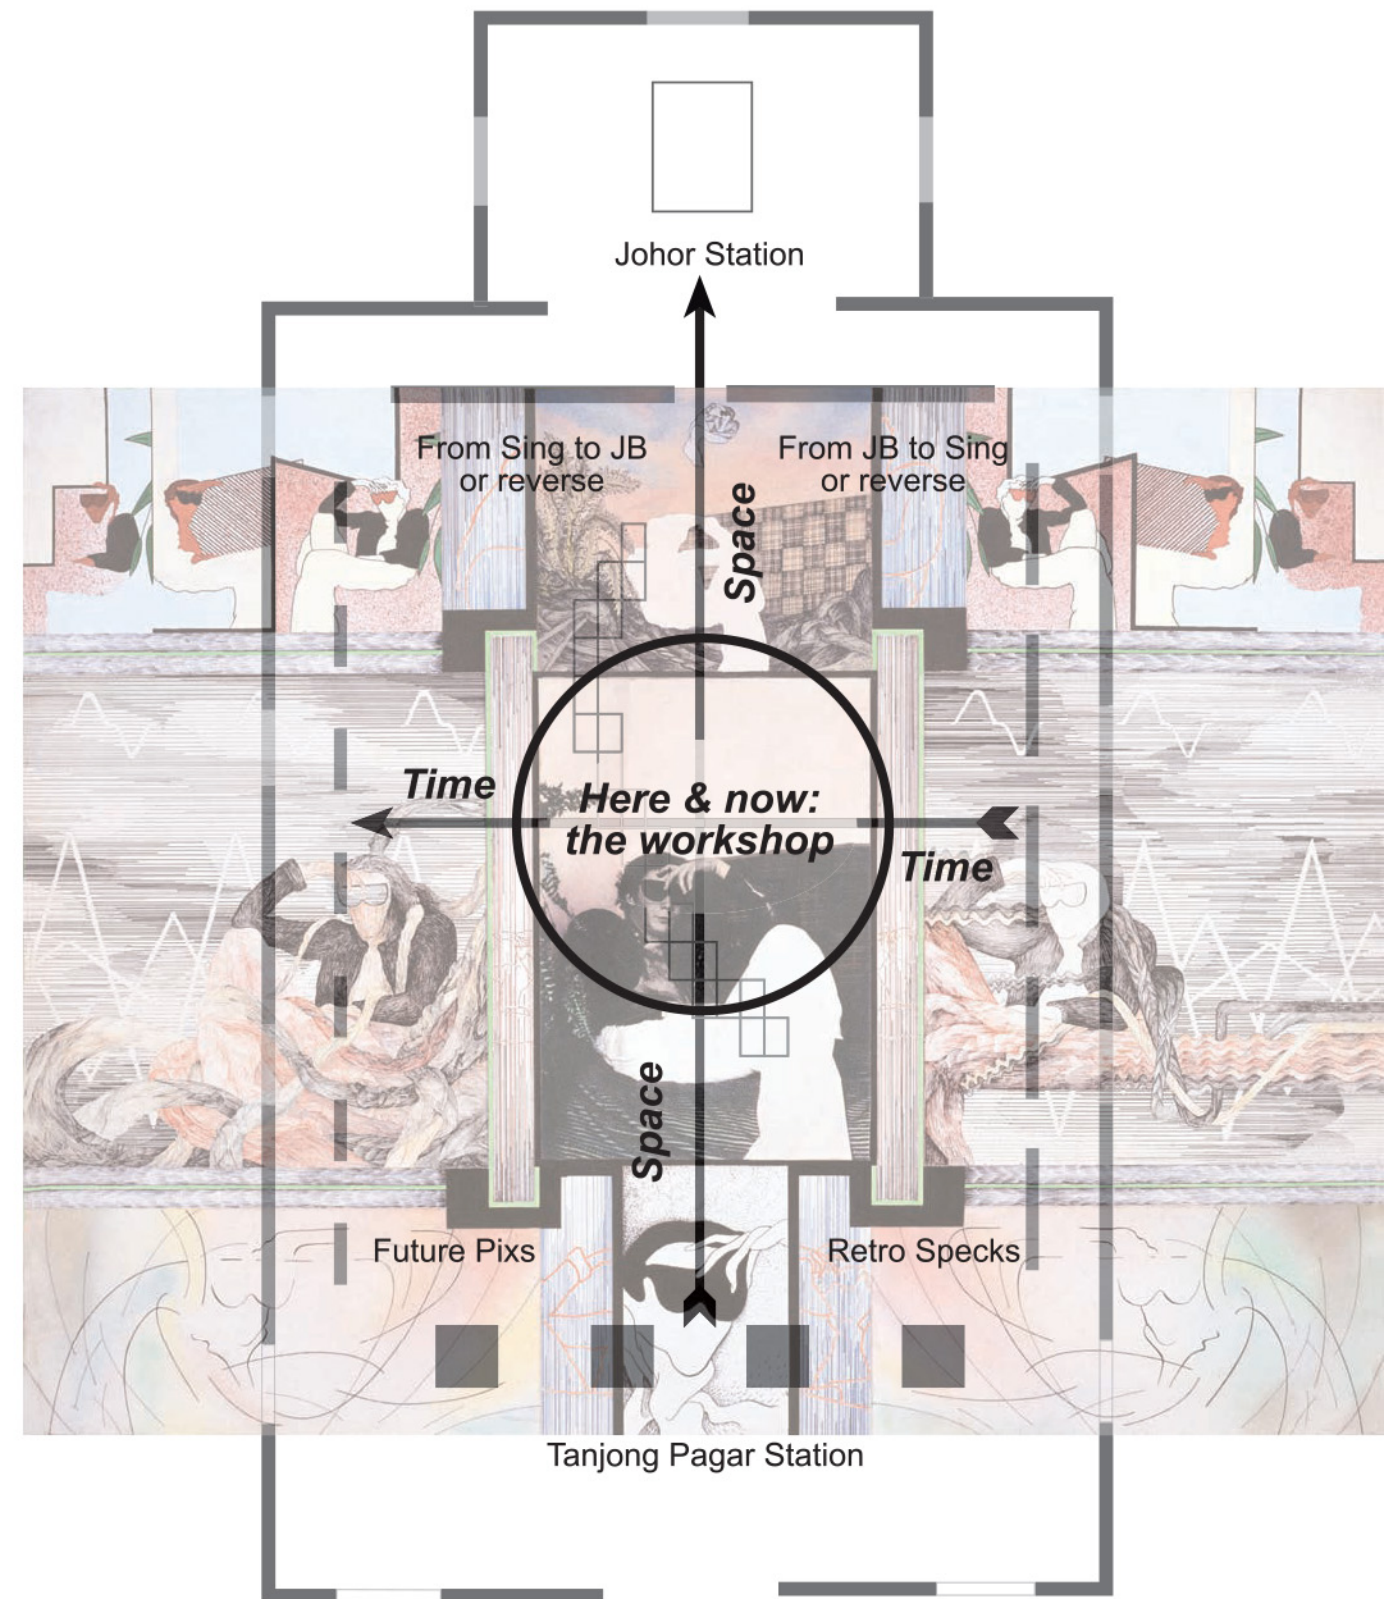 Johor Station
From Sing to JB
or reverse
From JB to Sing
or reverse
Space
Time
Here & now:
the workshop
Time
Space
Future Pixs
Retro Specks
Tanjong Pagar Station